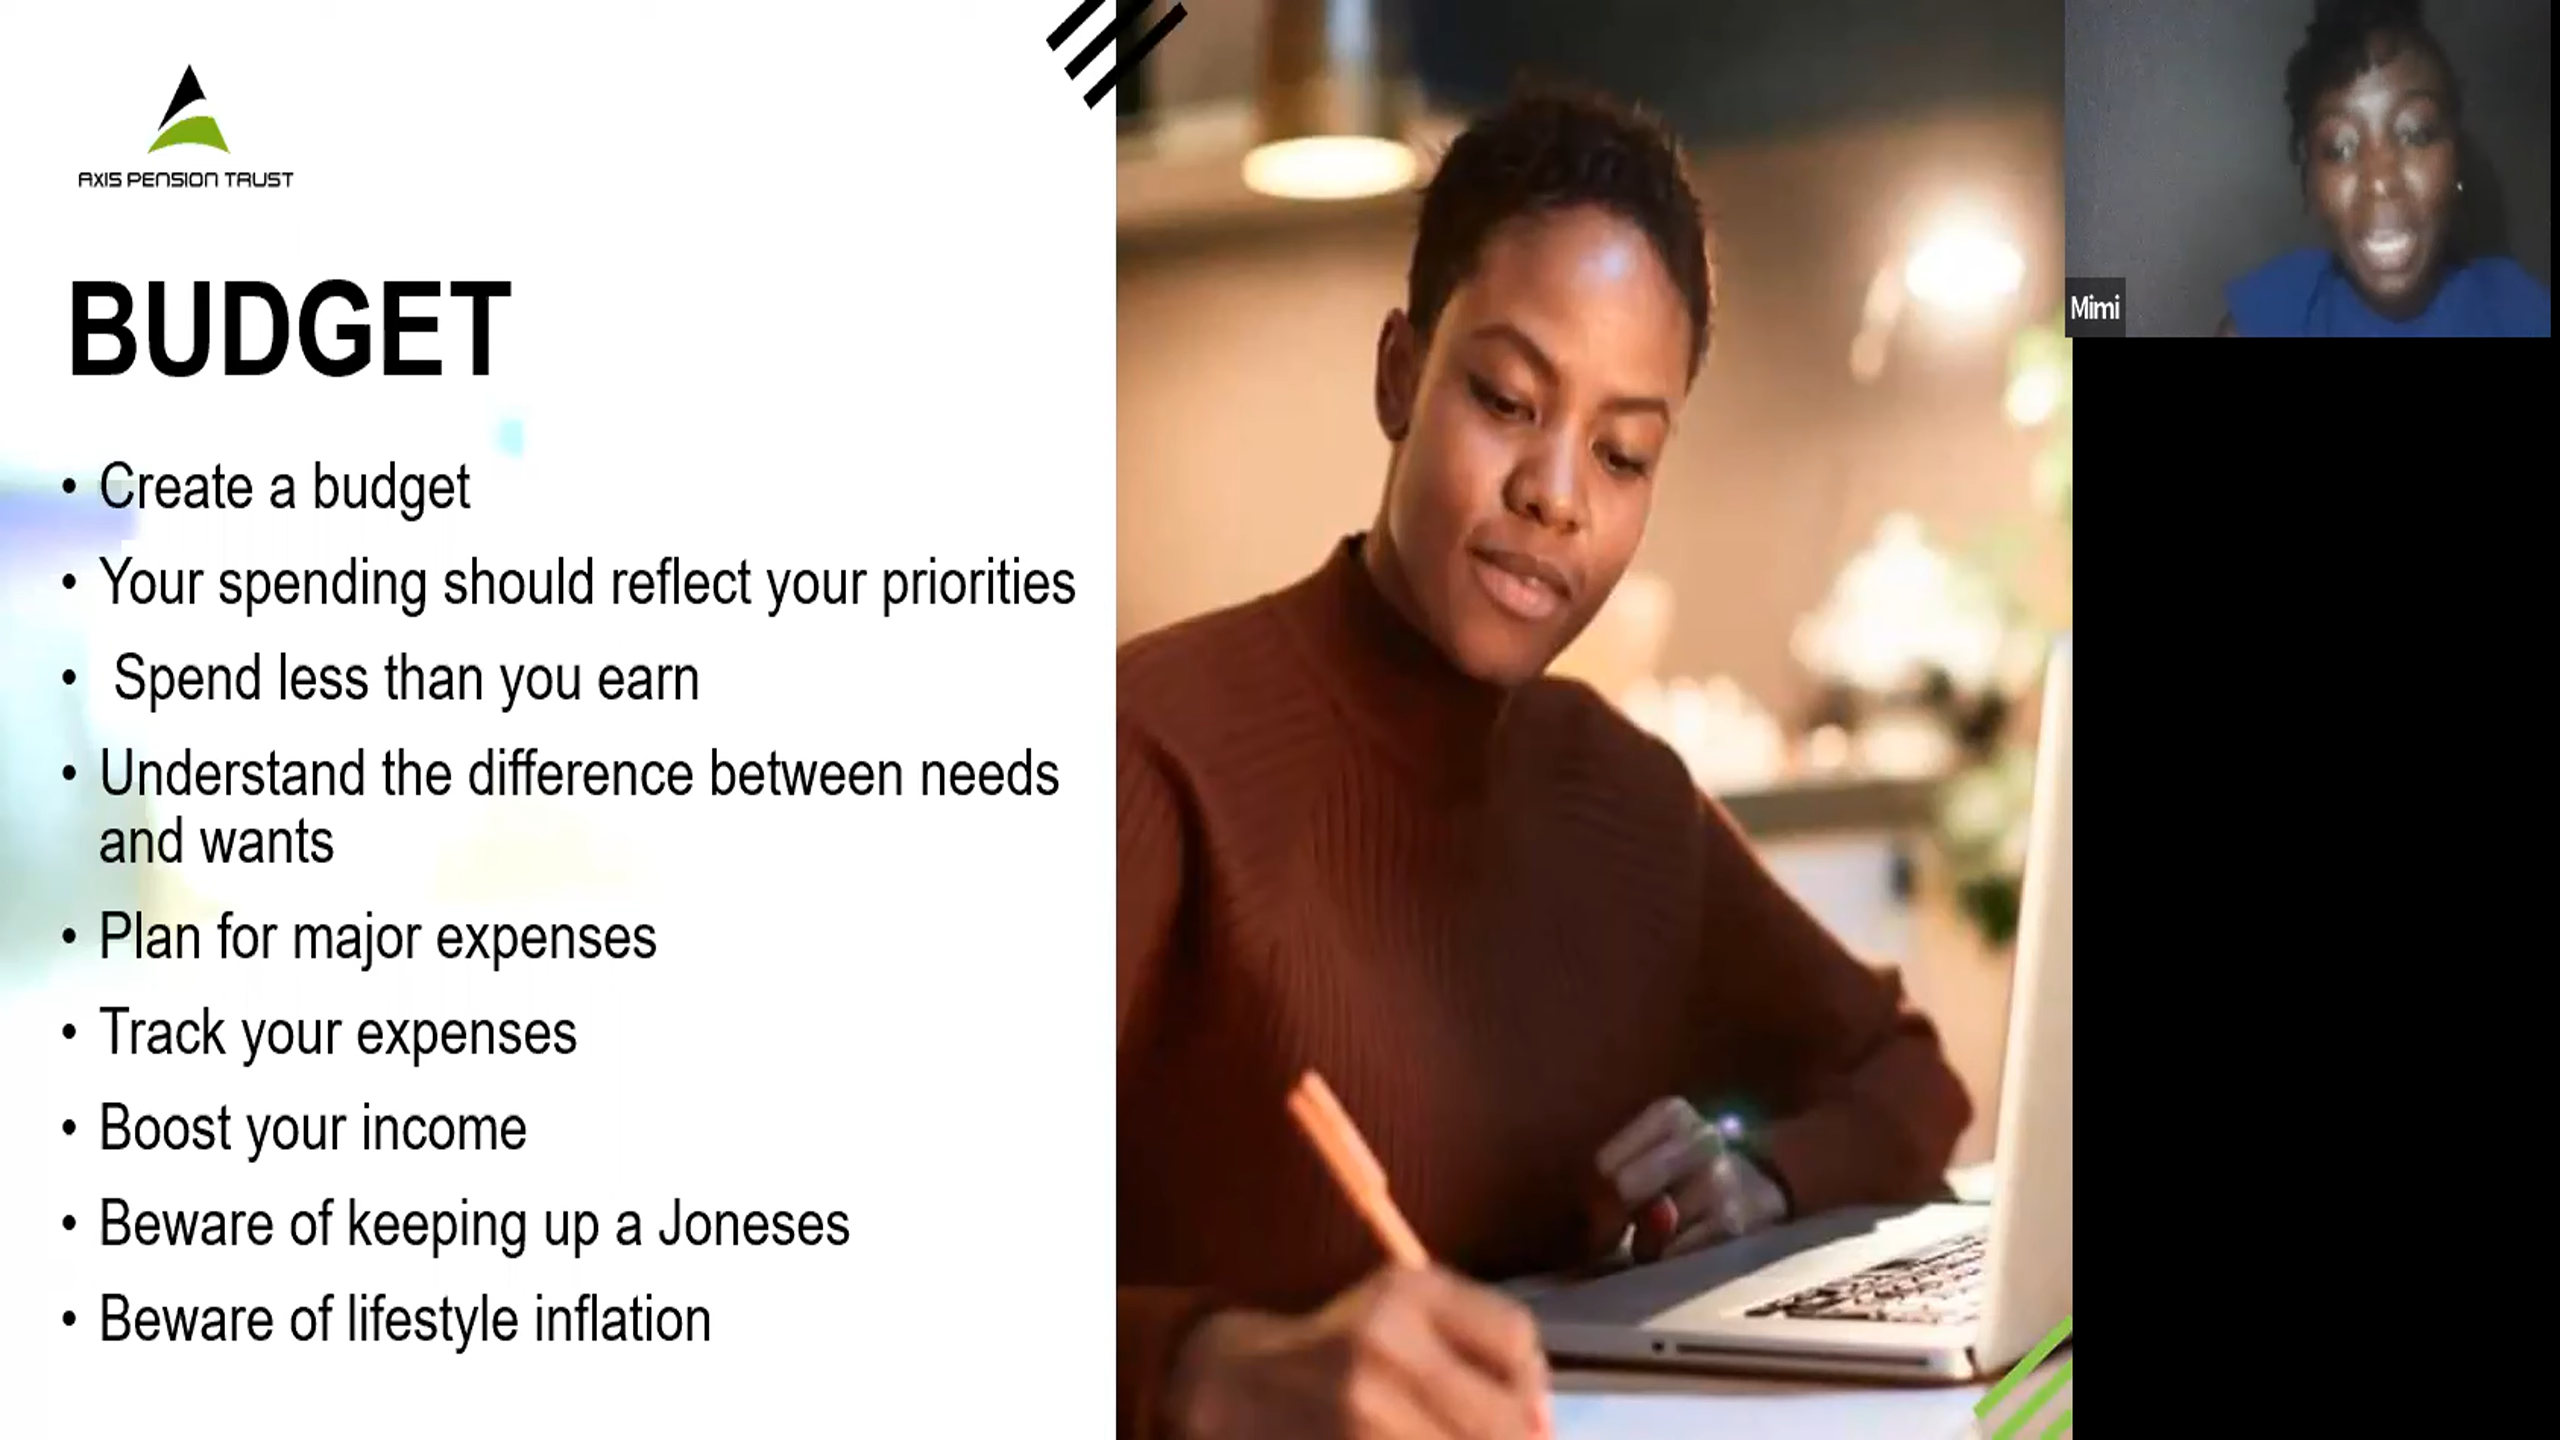 AXIS PENSION TRUST
BUDGET
• Create a budget
• Your spending should reflect your priorities
• Spend less than you earn
• Understand the difference between needs
and wants
• Plan for major expenses
• Track your expenses
• Boost your income
• Beware of keeping up a Joneses
• Beware of lifestyle inflation
Mimi